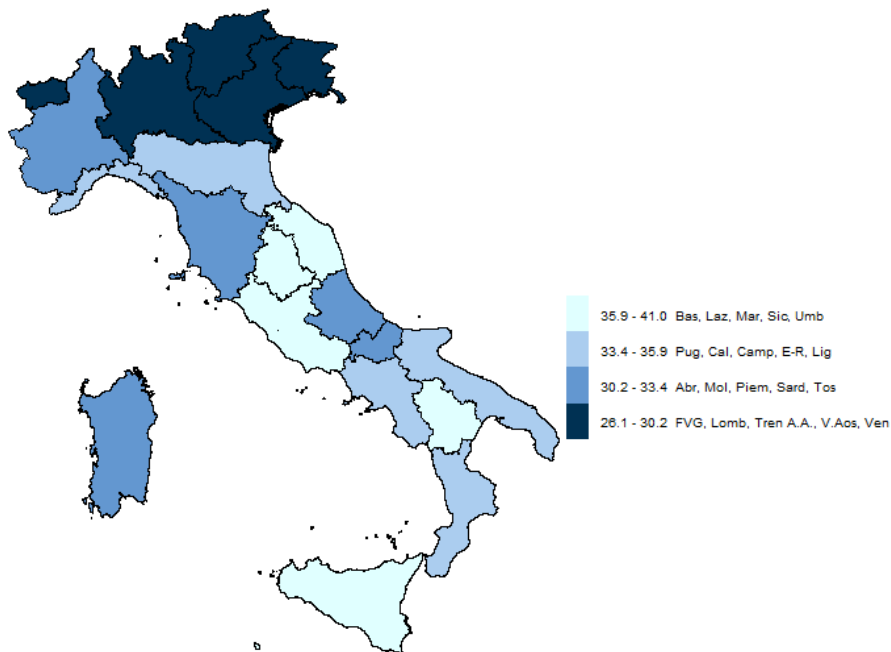 35.9 - 41.0 Bas, Laz, Mar, Sic, Umb
33.4 - 35.9 Pug, Cal, Camp, E-R, Lig
30.2 - 33.4 Abr, Mol, Piem, Sard, Tos
26.1 - 30.2 FVG, Lomb, Tren A.A., V.Aos, Ven